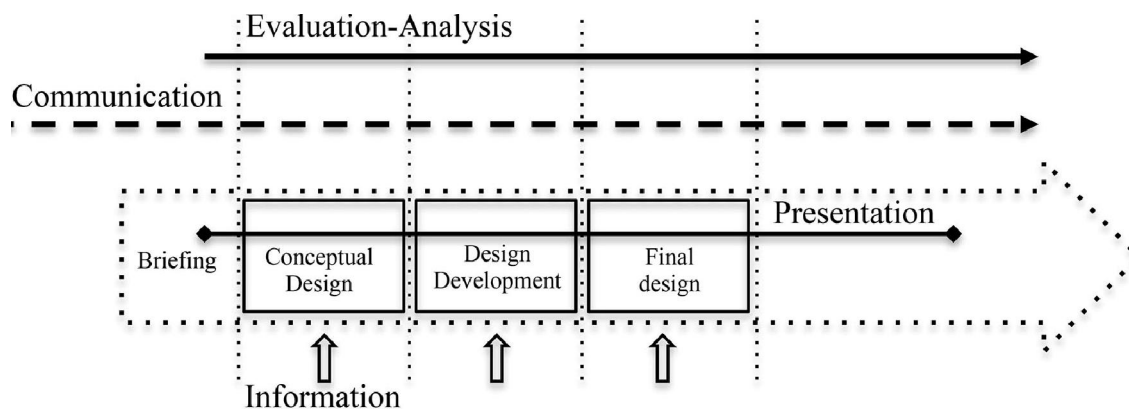 Evaluation-Analysis
Communication
Presentation
Briefing
Conceptual
Design
Design
Development
Final
design
Information